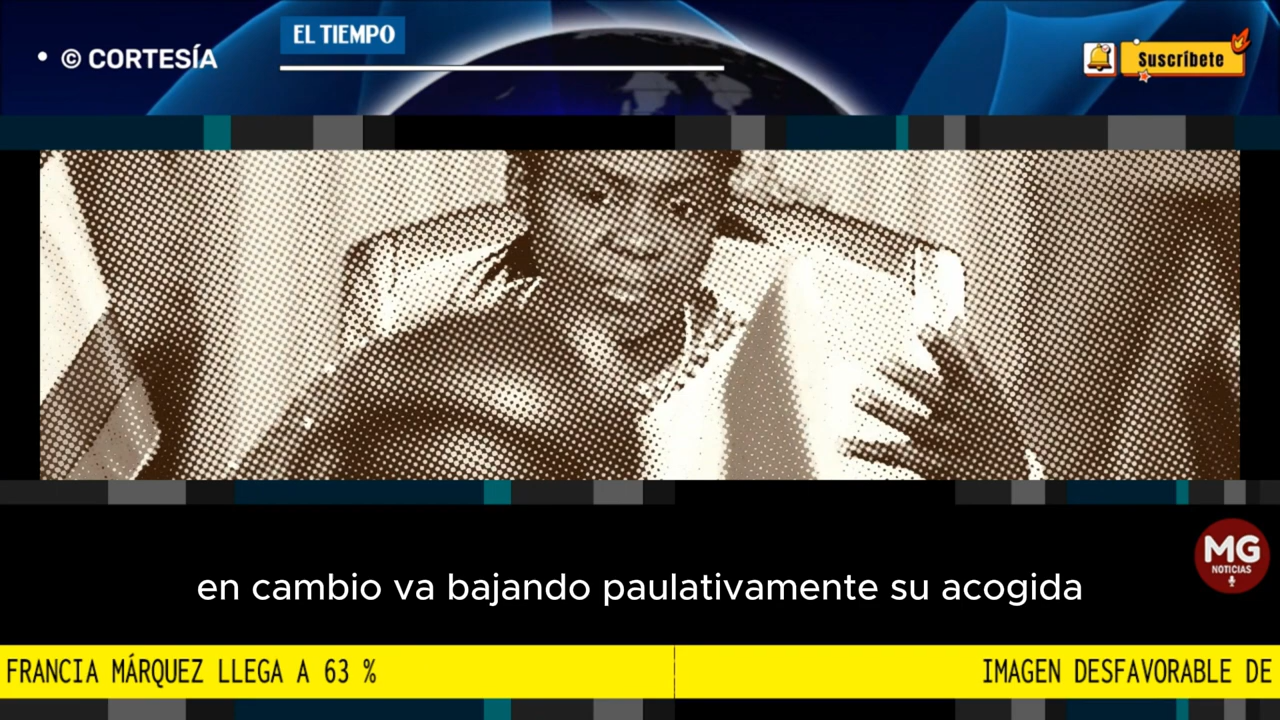 • © CORTESÍA
EL TIEMPO
Suscríbete
en cambio va bajando paulativamente su acogida
MG
NOTICIAS
FRANCIA MÁRQUEZ LLEGA A 63 %
IMAGEN DESFAVORABLE DE